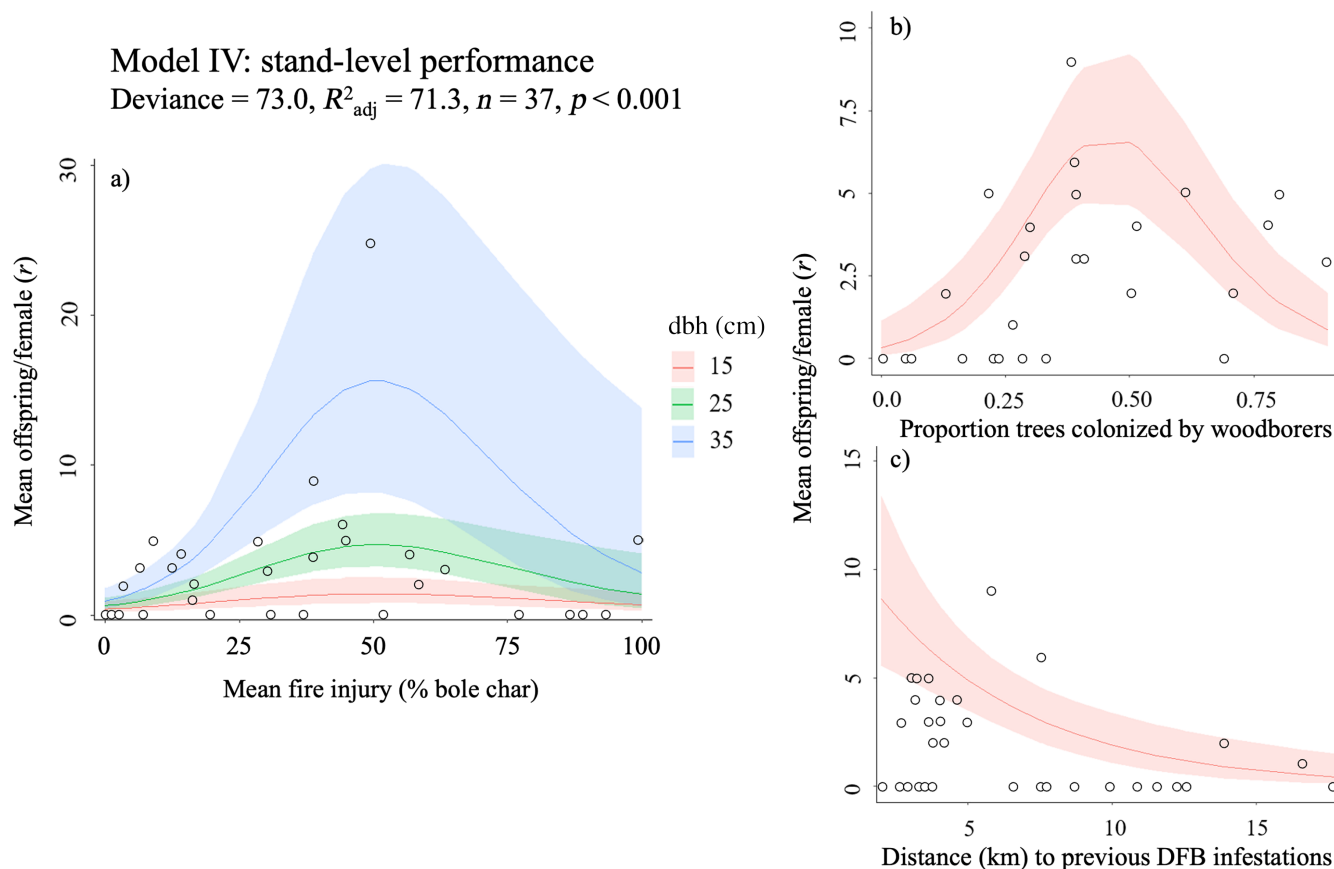 Model IV: stand-level performance
Deviance = 73.0, R²adj = 71.3, n = 37, p < 0.001
a)
Mean offspring/female (r)
30
20
10
0
0 25 50 75 100
Mean fire injury (% bole char)
dbh (cm)
15
25
35
b)
Mean offspring/female (r)
10
7.5
5
2.5
0
0.0 0.25 0.50 0.75
Proportion trees colonized by woodborers
c)
15
10
5
0
5 10 15
Distance (km) to previous DFB infestations